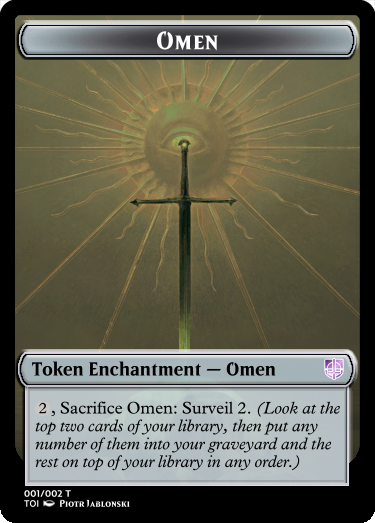 Omen
Token Enchantment — Omen
2, Sacrifice Omen: Surveil 2. (Look at the
top two cards of your library, then put any
number of them into your graveyard and the
rest on top of your library in any order.)
001/002 T
TOI Piotr Jablonski